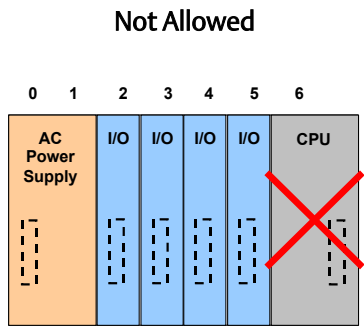 Not Allowed
0 1 2 3 4 5 6
AC I/O I/O I/O I/O CPU
Power
Supply